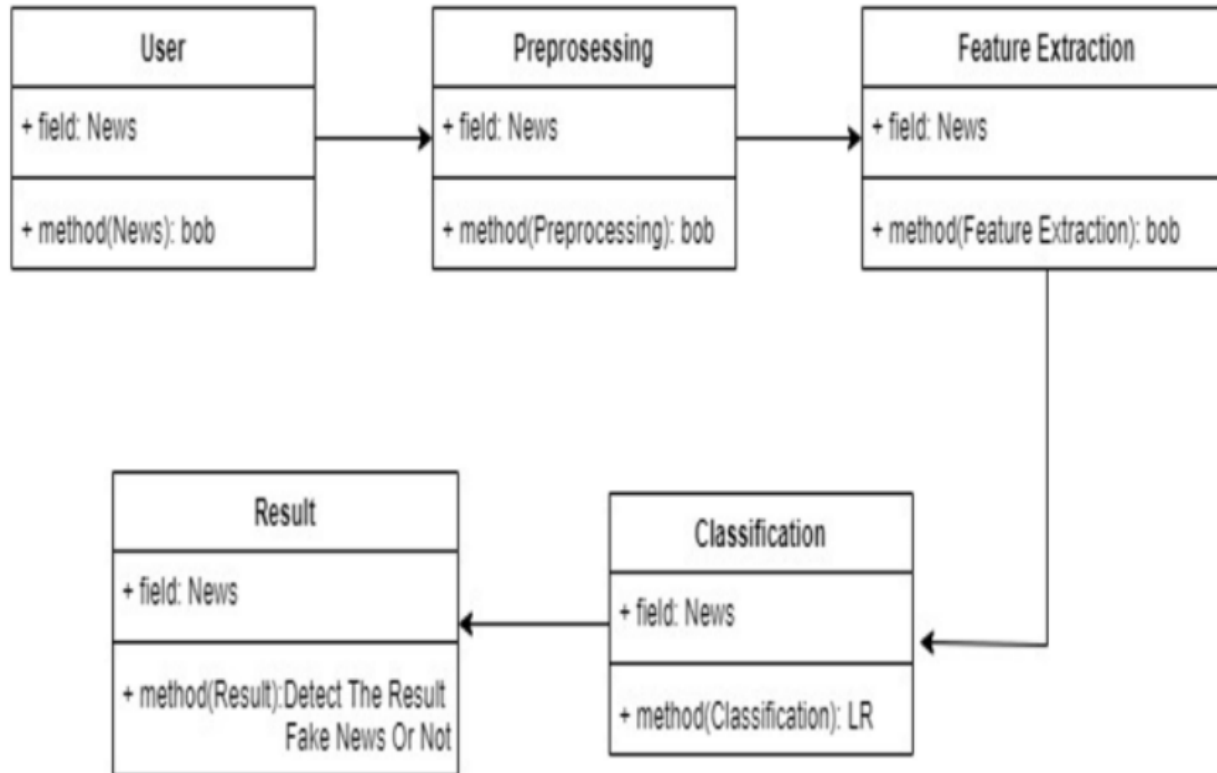 User
+ field: News
+ method(News): bob
Preprosessing
+ field: News
+ method(Preprocessing): bob
Feature Extraction
+ field: News
+ method(Feature Extraction): bob
Classification
+ field: News
+ method(Classification): LR
Result
+ field: News
+ method(Result):Detect The Result
Fake News Or Not